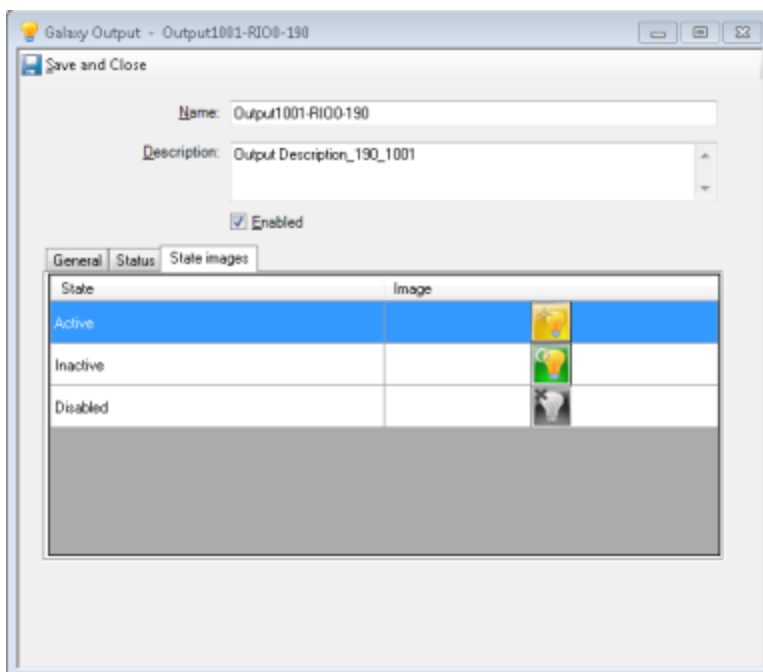 Galaxy Output - Output1001-RIO0-190
Save and Close
Name: Output1001-RIO0-190
Description: Output Description_190_1001
Enabled
General Status State images
State Image
Active
Inactive
Disabled